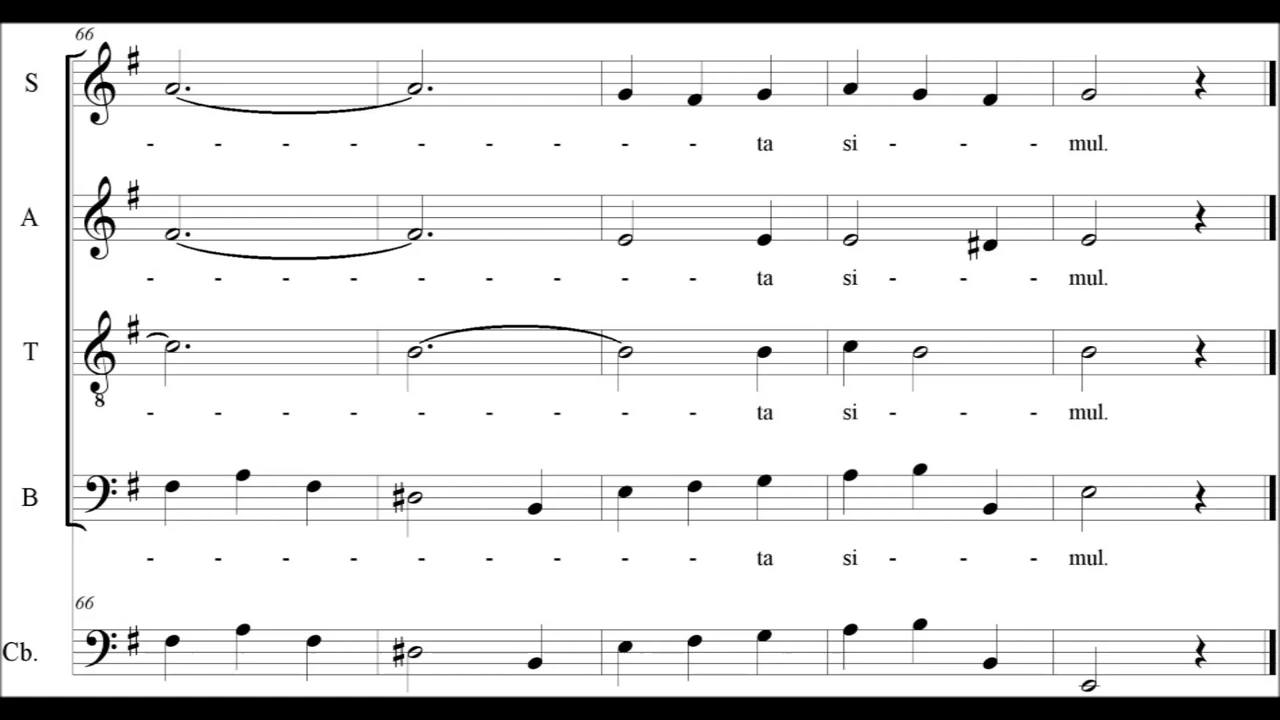 66
S
- - - - - - - - - ta si - - - mul.
A
- - - - - - - - - ta si - - - mul.
T
8
- - - - - - - - - ta si - - - mul.
B
- - - - - - - - - ta si - - - mul.
66
Cb.